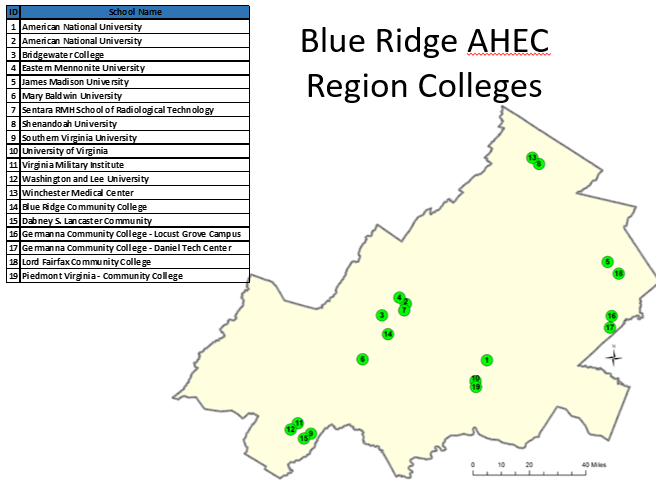 Blue Ridge AHEC
Region Colleges
ID School Name
1 American National University
2 American National University
3 Bridgewater College
4 Eastern Mennonite University
5 James Madison University
6 Mary Baldwin University
7 Sentara RMH School of Radiological Technology
8 Shenandoah University
9 Southern Virginia University
10 University of Virginia
11 Virginia Military Institute
12 Washington and Lee University
13 Winchester Medical Center
14 Blue Ridge Community College
15 Dabney S. Lancaster Community
16 Germanna Community College - Locust Grove Campus
17 Germanna Community College - Daniel Tech Center
18 Lord Fairfax Community College
19 Piedmont Virginia - Community College
13
8
5
18
4
2
7
3
16
17
14
6
1
10
19
11
12
9
15
N
0 10 20 40 Miles